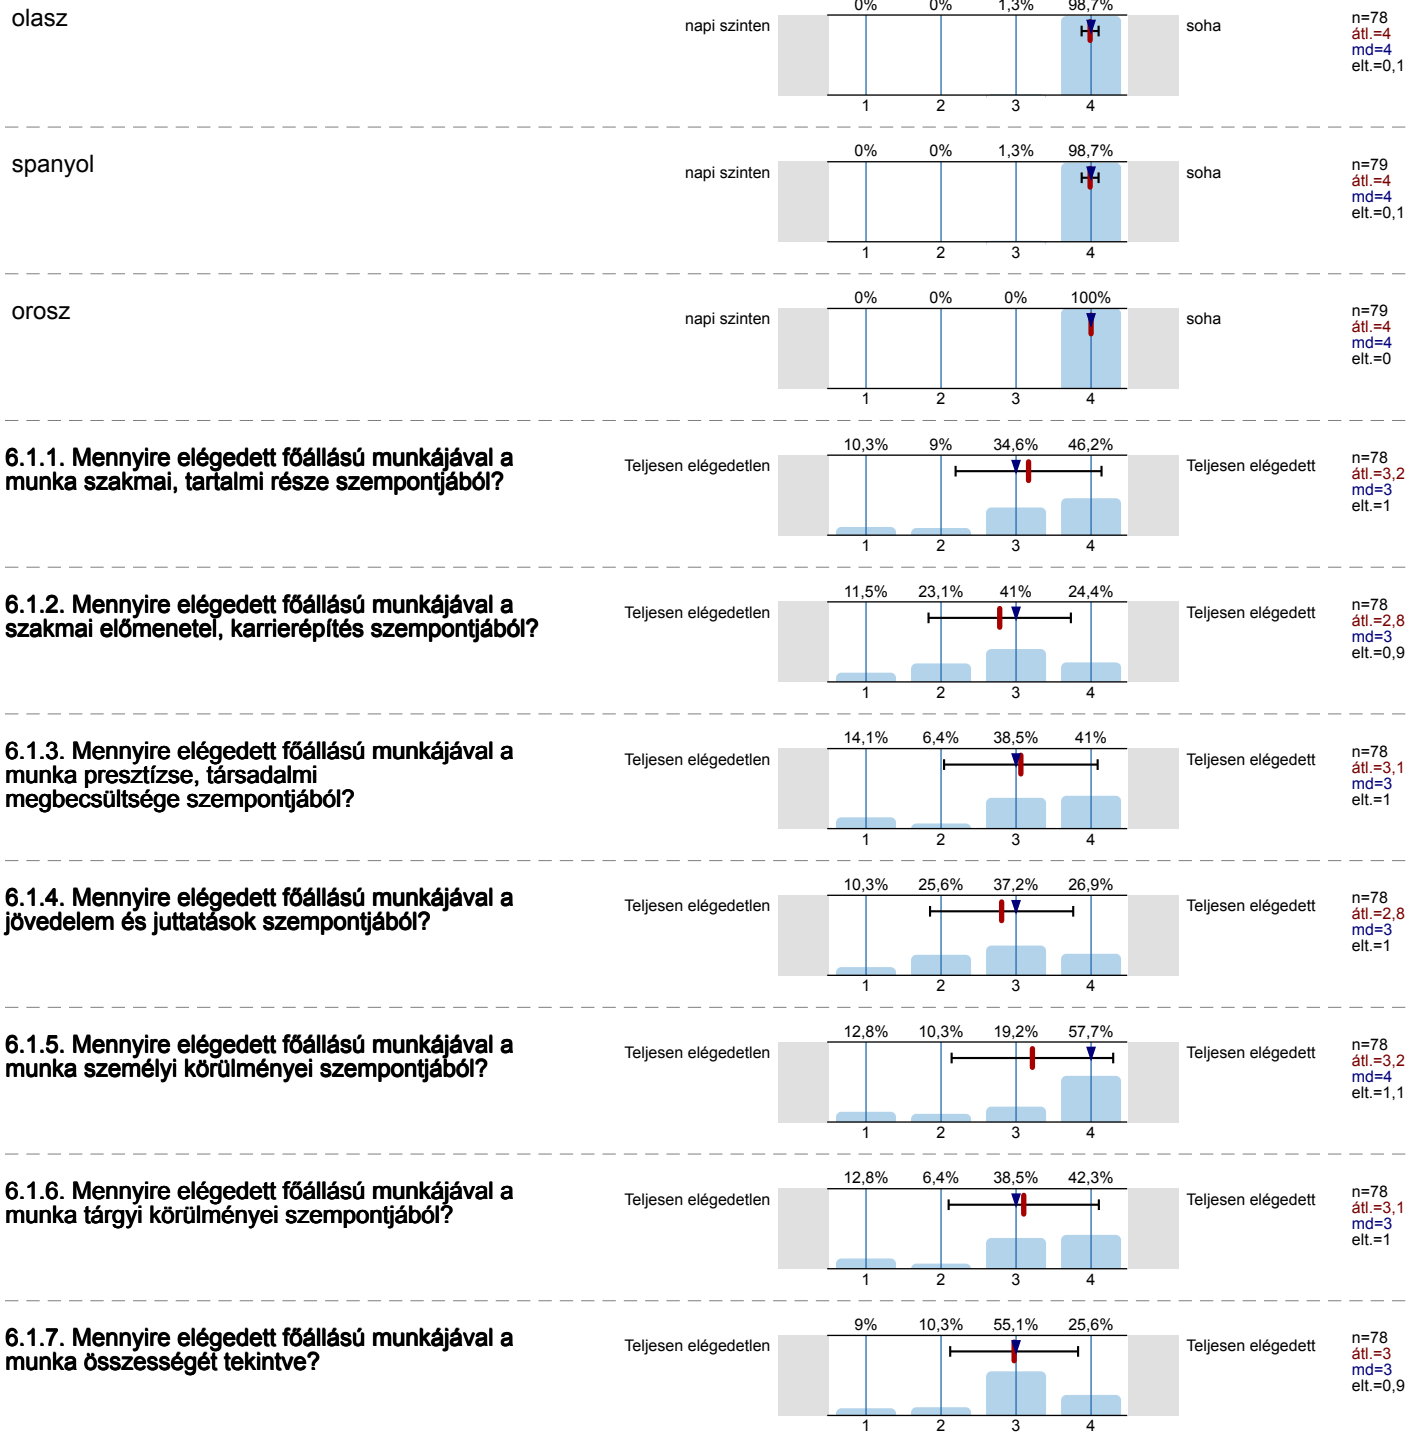 olasz
0% 0% 1,3% 98,7%
napi szinten soha
1 2 3 4
n=78
átl.=4
md=4
elt.=0,1
spanyol
0% 0% 1,3% 98,7%
napi szinten soha
1 2 3 4
n=79
átl.=4
md=4
elt.=0,1
orosz
0% 0% 0% 100%
napi szinten soha
1 2 3 4
n=79
átl.=4
md=4
elt.=0
6.1.1. Mennyire elégedett főállású munkájával a
munka szakmai, tartalmi része szempontjából?
10,3% 9% 34,6% 46,2%
Teljesen elégedetlen Teljesen elégedett
1 2 3 4
n=78
átl.=3,2
md=3
elt.=1
6.1.2. Mennyire elégedett főállású munkájával a
szakmai előmenetel, karrierépítés szempontjából?
11,5% 23,1% 41% 24,4%
Teljesen elégedetlen Teljesen elégedett
1 2 3 4
n=78
átl.=2,8
md=3
elt.=0,9
6.1.3. Mennyire elégedett főállású munkájával a
munka presztízse, társadalmi
megbecsültsége szempontjából?
14,1% 6,4% 38,5% 41%
Teljesen elégedetlen Teljesen elégedett
1 2 3 4
n=78
átl.=3,1
md=3
elt.=1
6.1.4. Mennyire elégedett főállású munkájával a
jövedelem és juttatások szempontjából?
10,3% 25,6% 37,2% 26,9%
Teljesen elégedetlen Teljesen elégedett
1 2 3 4
n=78
átl.=2,8
md=3
elt.=1
6.1.5. Mennyire elégedett főállású munkájával a
munka személyi körülményei szempontjából?
12,8% 10,3% 19,2% 57,7%
Teljesen elégedetlen Teljesen elégedett
1 2 3 4
n=78
átl.=3,2
md=4
elt.=1,1
6.1.6. Mennyire elégedett főállású munkájával a
munka tárgyi körülményei szempontjából?
12,8% 6,4% 38,5% 42,3%
Teljesen elégedetlen Teljesen elégedett
1 2 3 4
n=78
átl.=3,1
md=3
elt.=1
6.1.7. Mennyire elégedett főállású munkájával a
munka összességét tekintve?
9% 10,3% 55,1% 25,6%
Teljesen elégedetlen Teljesen elégedett
1 2 3 4
n=78
átl.=3
md=3
elt.=0,9